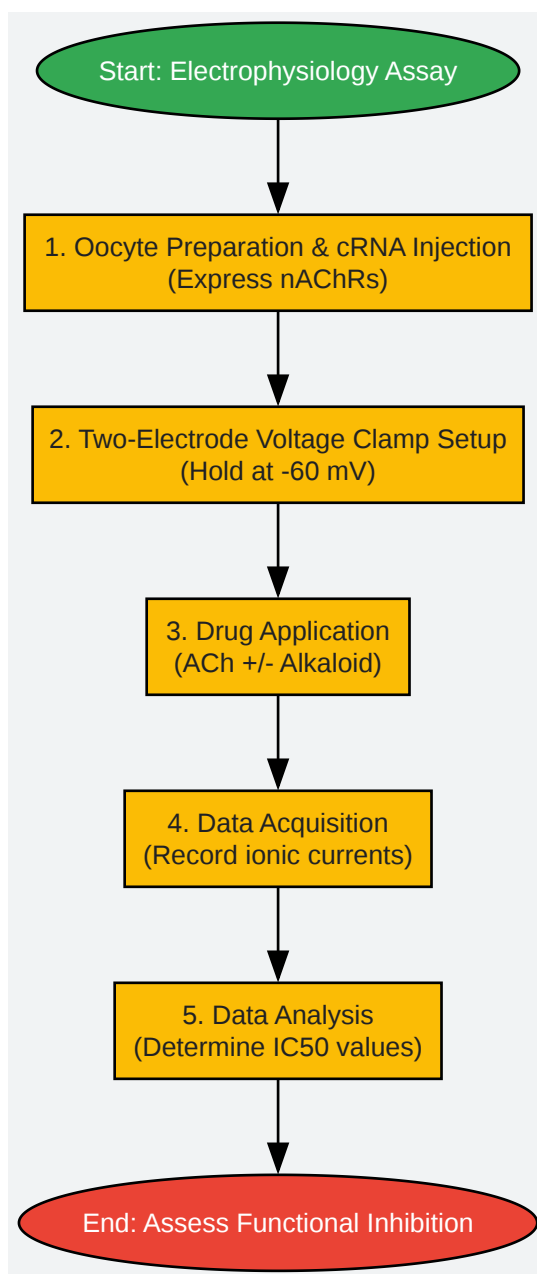 Start: Electrophysiology Assay
1. Oocyte Preparation & cRNA Injection
(Express nAChRs)
2. Two-Electrode Voltage Clamp Setup
(Hold at -60 mV)
3. Drug Application
(ACh +/- Alkaloid)
4. Data Acquisition
(Record ionic currents)
5. Data Analysis
(Determine IC50 values)
End: Assess Functional Inhibition